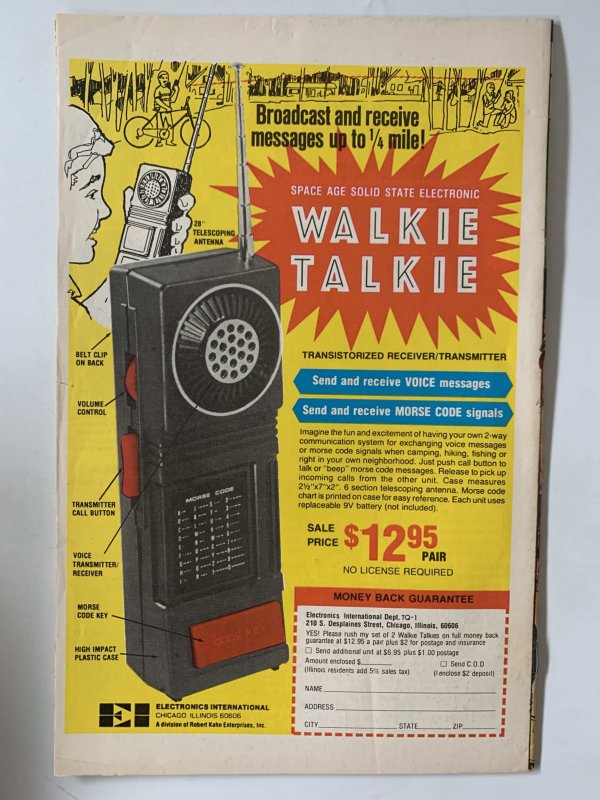 Broadcast and receive
messages up to 1/4 mile!
SPACE AGE SOLID STATE ELECTRONIC
WALKIE
TALKIE
28"
TELESCOPING
ANTENNA
BELT CLIP
ON BACK
VOLUME
CONTROL
TRANSMITTER
CALL BUTTON
VOICE
TRANSMITTER/
RECEIVER
MORSE
CODE KEY
HIGH IMPACT
PLASTIC CASE
MORSE CODE
CODE KEY
TRANSISTORIZED RECEIVER/TRANSMITTER
Send and receive VOICE messages
Send and receive MORSE CODE signals
Imagine the fun and excitement of having your own 2-way
communication system for exchanging voice messages
or morse code signals when camping, hiking, fishing or
right in your own neighborhood. Just push call button to
talk or "beep" morse code messages. Release to pick up
incoming calls from the other unit. Case measures
2½"x7"x2". 6 section telescoping antenna. Morse code
chart is printed on case for easy reference. Each unit uses
replaceable 9V battery (not included).
SALE
PRICE $12.95
PAIR
NO LICENSE REQUIRED
MONEY BACK GUARANTEE
Electronics International Dept. TQ-1
210 S. Desplaines Street, Chicago, Illinois, 60606
YES! Please rush my set of 2 Walkie Talkes on full money back
guarantee at $12.95 a pair plus $2 for postage and insurance
Send additional unit at $6.95 plus $1.00 postage
Amount enclosed $ Send C.O.D
(Illinois residents add 5% sales tax) (I enclose $2 deposit)
NAME
ADDRESS
CITY STATE ZIP
EI
ELECTRONICS INTERNATIONAL
CHICAGO ILLINOIS 60606
A division of Robert Kahn Enterprises, Inc.